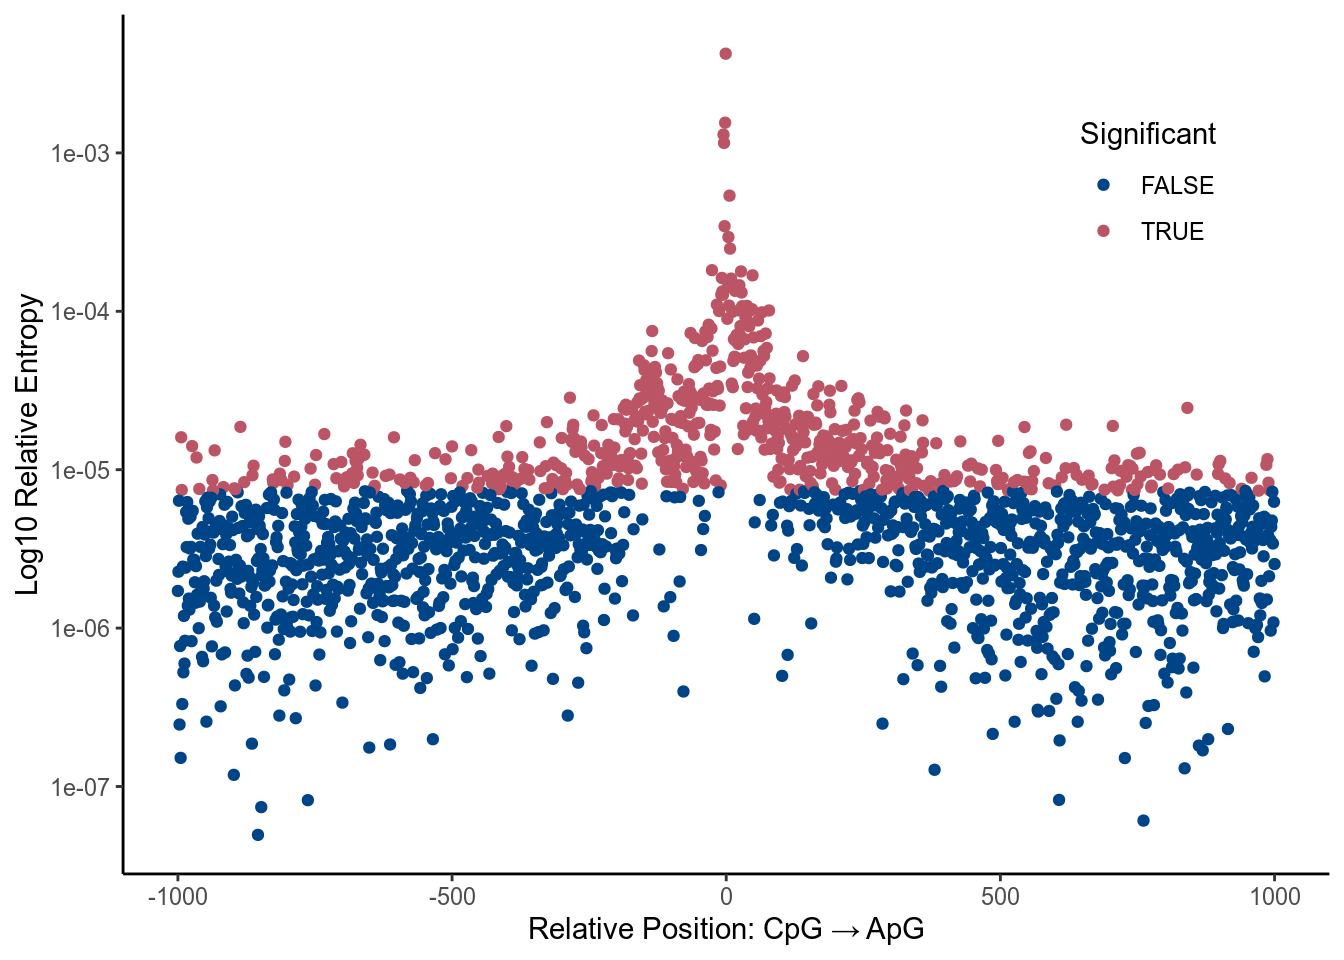 Significant
FALSE
TRUE
1e-03
1e-04
1e-05
1e-06
1e-07
Log10 Relative Entropy
-1000
-500
0
500
1000
Relative Position: CpG → ApG